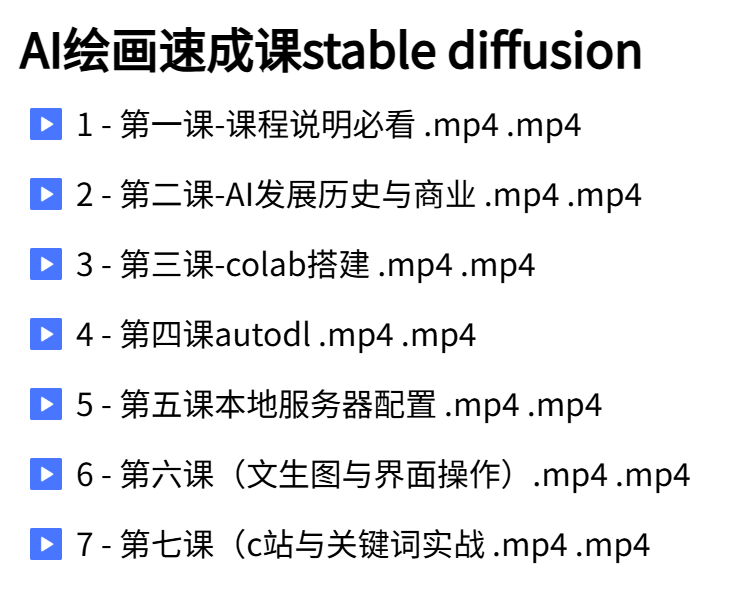 AI绘画速成课stable diffusion
1 - 第一课-课程说明必看 .mp4 .mp4
2 - 第二课-AI发展历史与商业 .mp4 .mp4
3 - 第三课-colab搭建 .mp4 .mp4
4 - 第四课autodl .mp4 .mp4
5 - 第五课本地服务器配置 .mp4 .mp4
6 - 第六课（文生图与界面操作）.mp4 .mp4
7 - 第七课（c站与关键词实战 .mp4 .mp4